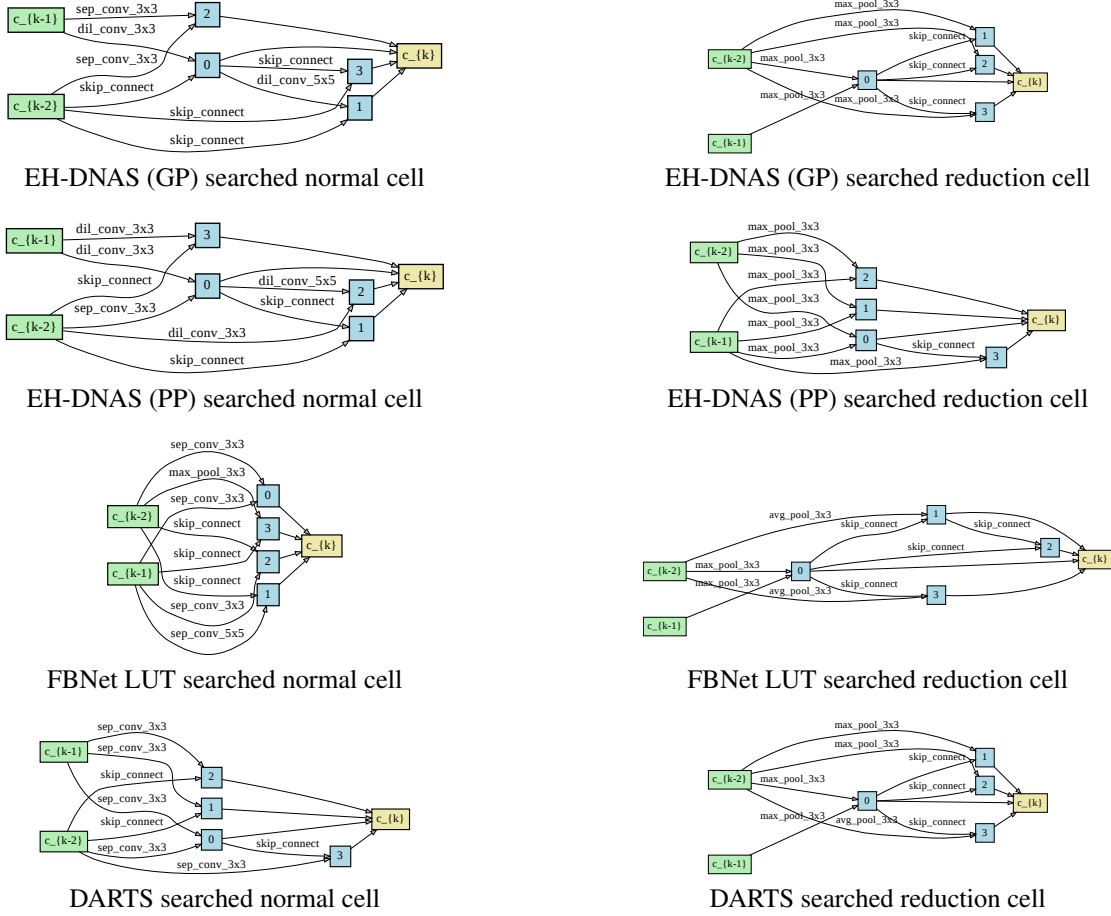 c_{k-1}
sep_conv_3x3
2
dil_conv_3x3
sep_conv_3x3
0
skip_connect
c_{k}
3
skip_connect
dil_conv_5x5
c_{k-2}
skip_connect
1
skip_connect
EH-DNAS (GP) searched normal cell
max_pool_3x3
max_pool_3x3
skip_connect
1
c_{k-2}
max_pool_3x3
2
0
skip_connect
c_{k}
max_pool_3x3
max_pool_3x3
skip_connect
3
c_{k-1}
EH-DNAS (GP) searched reduction cell
c_{k-1}
dil_conv_3x3
3
dil_conv_3x3
skip_connect
0
dil_conv_5x5
c_{k}
2
sep_conv_3x3
skip_connect
c_{k-2}
dil_conv_3x3
1
skip_connect
EH-DNAS (PP) searched normal cell
max_pool_3x3
c_{k-2}
max_pool_3x3
max_pool_3x3
2
max_pool_3x3
1
c_{k}
max_pool_3x3
c_{k-1}
0
max_pool_3x3
skip_connect
3
max_pool_3x3
EH-DNAS (PP) searched reduction cell
sep_conv_3x3
max_pool_3x3
sep_conv_3x3
0
c_{k-2}
skip_connect
3
c_{k}
skip_connect
2
c_{k-1}
skip_connect
1
sep_conv_3x3
sep_conv_5x5
FBNet LUT searched normal cell
avg_pool_3x3
1
skip_connect
skip_connect
skip_connect
2
c_{k}
c_{k-2}
max_pool_3x3
0
max_pool_3x3
skip_connect
avg_pool_3x3
3
c_{k-1}
FBNet LUT searched reduction cell
sep_conv_3x3
c_{k-1}
sep_conv_3x3
skip_connect
2
sep_conv_3x3
1
c_{k}
skip_connect
c_{k-2}
0
sep_conv_3x3
skip_connect
3
sep_conv_3x3
DARTS searched normal cell
max_pool_3x3
max_pool_3x3
skip_connect
1
c_{k-2}
max_pool_3x3
2
0
skip_connect
c_{k}
max_pool_3x3
avg_pool_3x3
skip_connect
3
c_{k-1}
DARTS searched reduction cell